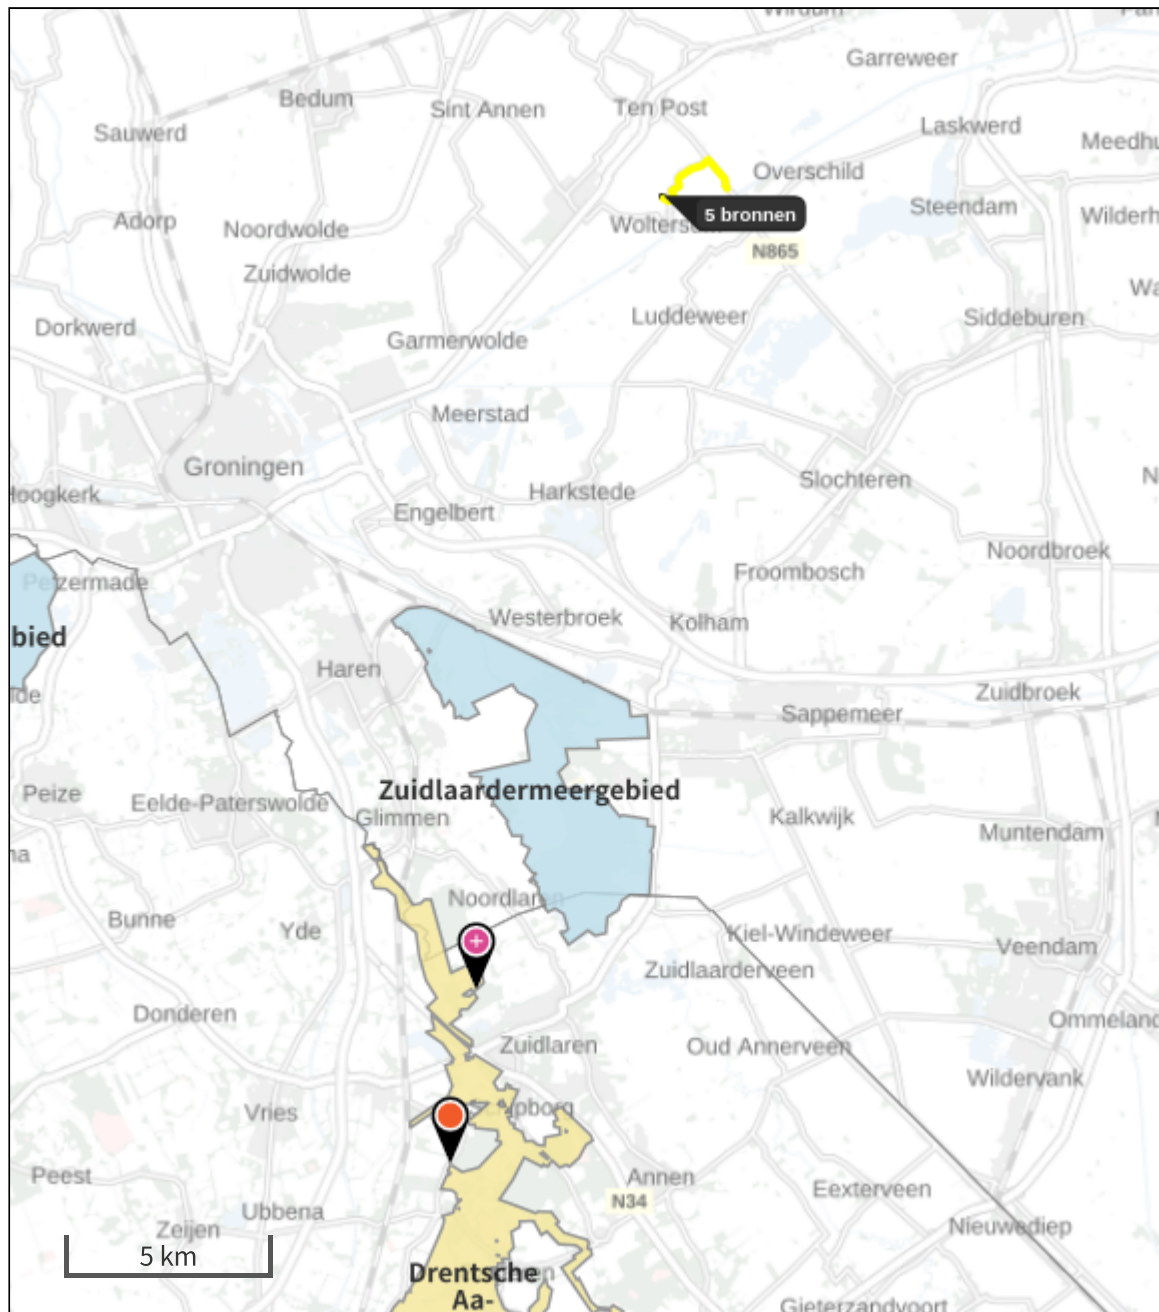 Garreweer
Bedum
Sint Annen
Ten Post
Laskwerd
Sauwerd
Overschild
Steendam
5 bronnen
Adorp
Noordwolde
N865
Zuidwolde
Luddeweer
Siddeburen
Dorkwerd
Garmerwolde
Meerstad
Groningen
Slochteren
Harkstede
Engelbert
Noordbroek
Froombosch
Westerbroek
Kolham
bied
Haren
Zuidbroek
Sappemeer
Zuidlaardermeergebied
Peize
Eelde-Paterswolde
Glimmen
Kalkwijk
Muntendam
Bunne
Yde
Kiel-Windeweer
Veendam
Zuidlaarderveen
Donderen
Zuidlaren
Oud Annerveen
Wildervank
Vries
Peest
Annen
Eexterveen
N34
Ubbena
Zeijen
Nieuwediep
5 km
Drentsche
Aa-
Gieterzandvoort